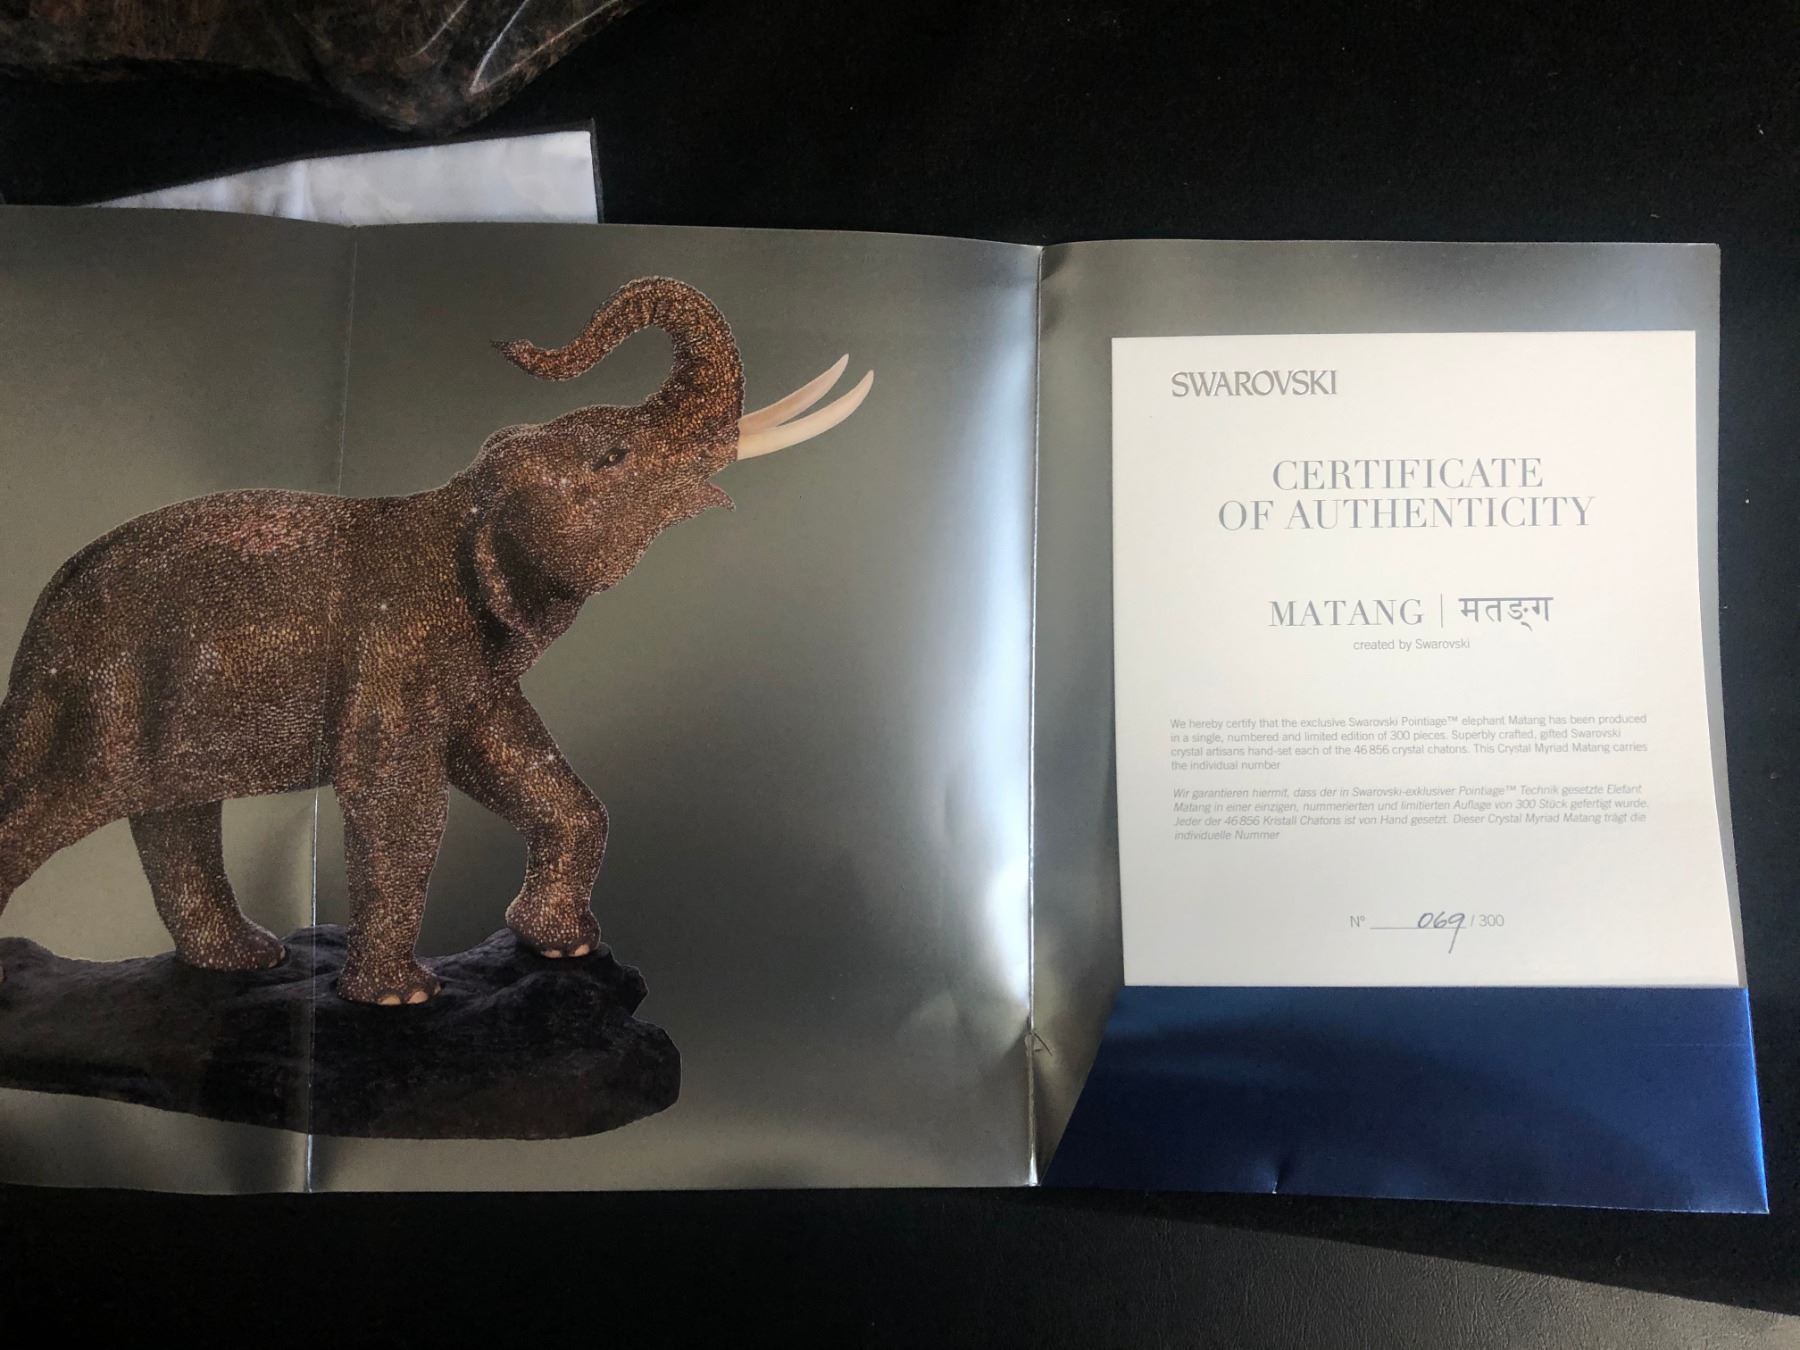 SWAROVSKI
CERTIFICATE
OF AUTHENTICITY
MATANG | मतङ्ग
created by Swarovski
We hereby certify that the exclusive Swarovski Pointiage™ elephant Matang has been produced
in a single, numbered and limited edition of 300 pieces. Superbly crafted, gifted Swarovski
crystal artisans hand-set each of the 46 856 crystal chatons. This Crystal Myriad Matang carries
the individual number
Wir garantieren hiermit, dass der in Swarovski-exklusiver Pointiage™ Technik gesetzte Elefant
Matang in einer einzigen, nummerierten und limitierten Auflage von 300 Stück gefertigt wurde.
Jeder der 46 856 Kristall Chatons ist von Hand gesetzt. Dieser Crystal Myriad Matang trägt die
individuelle Nummer
N° 069 / 300